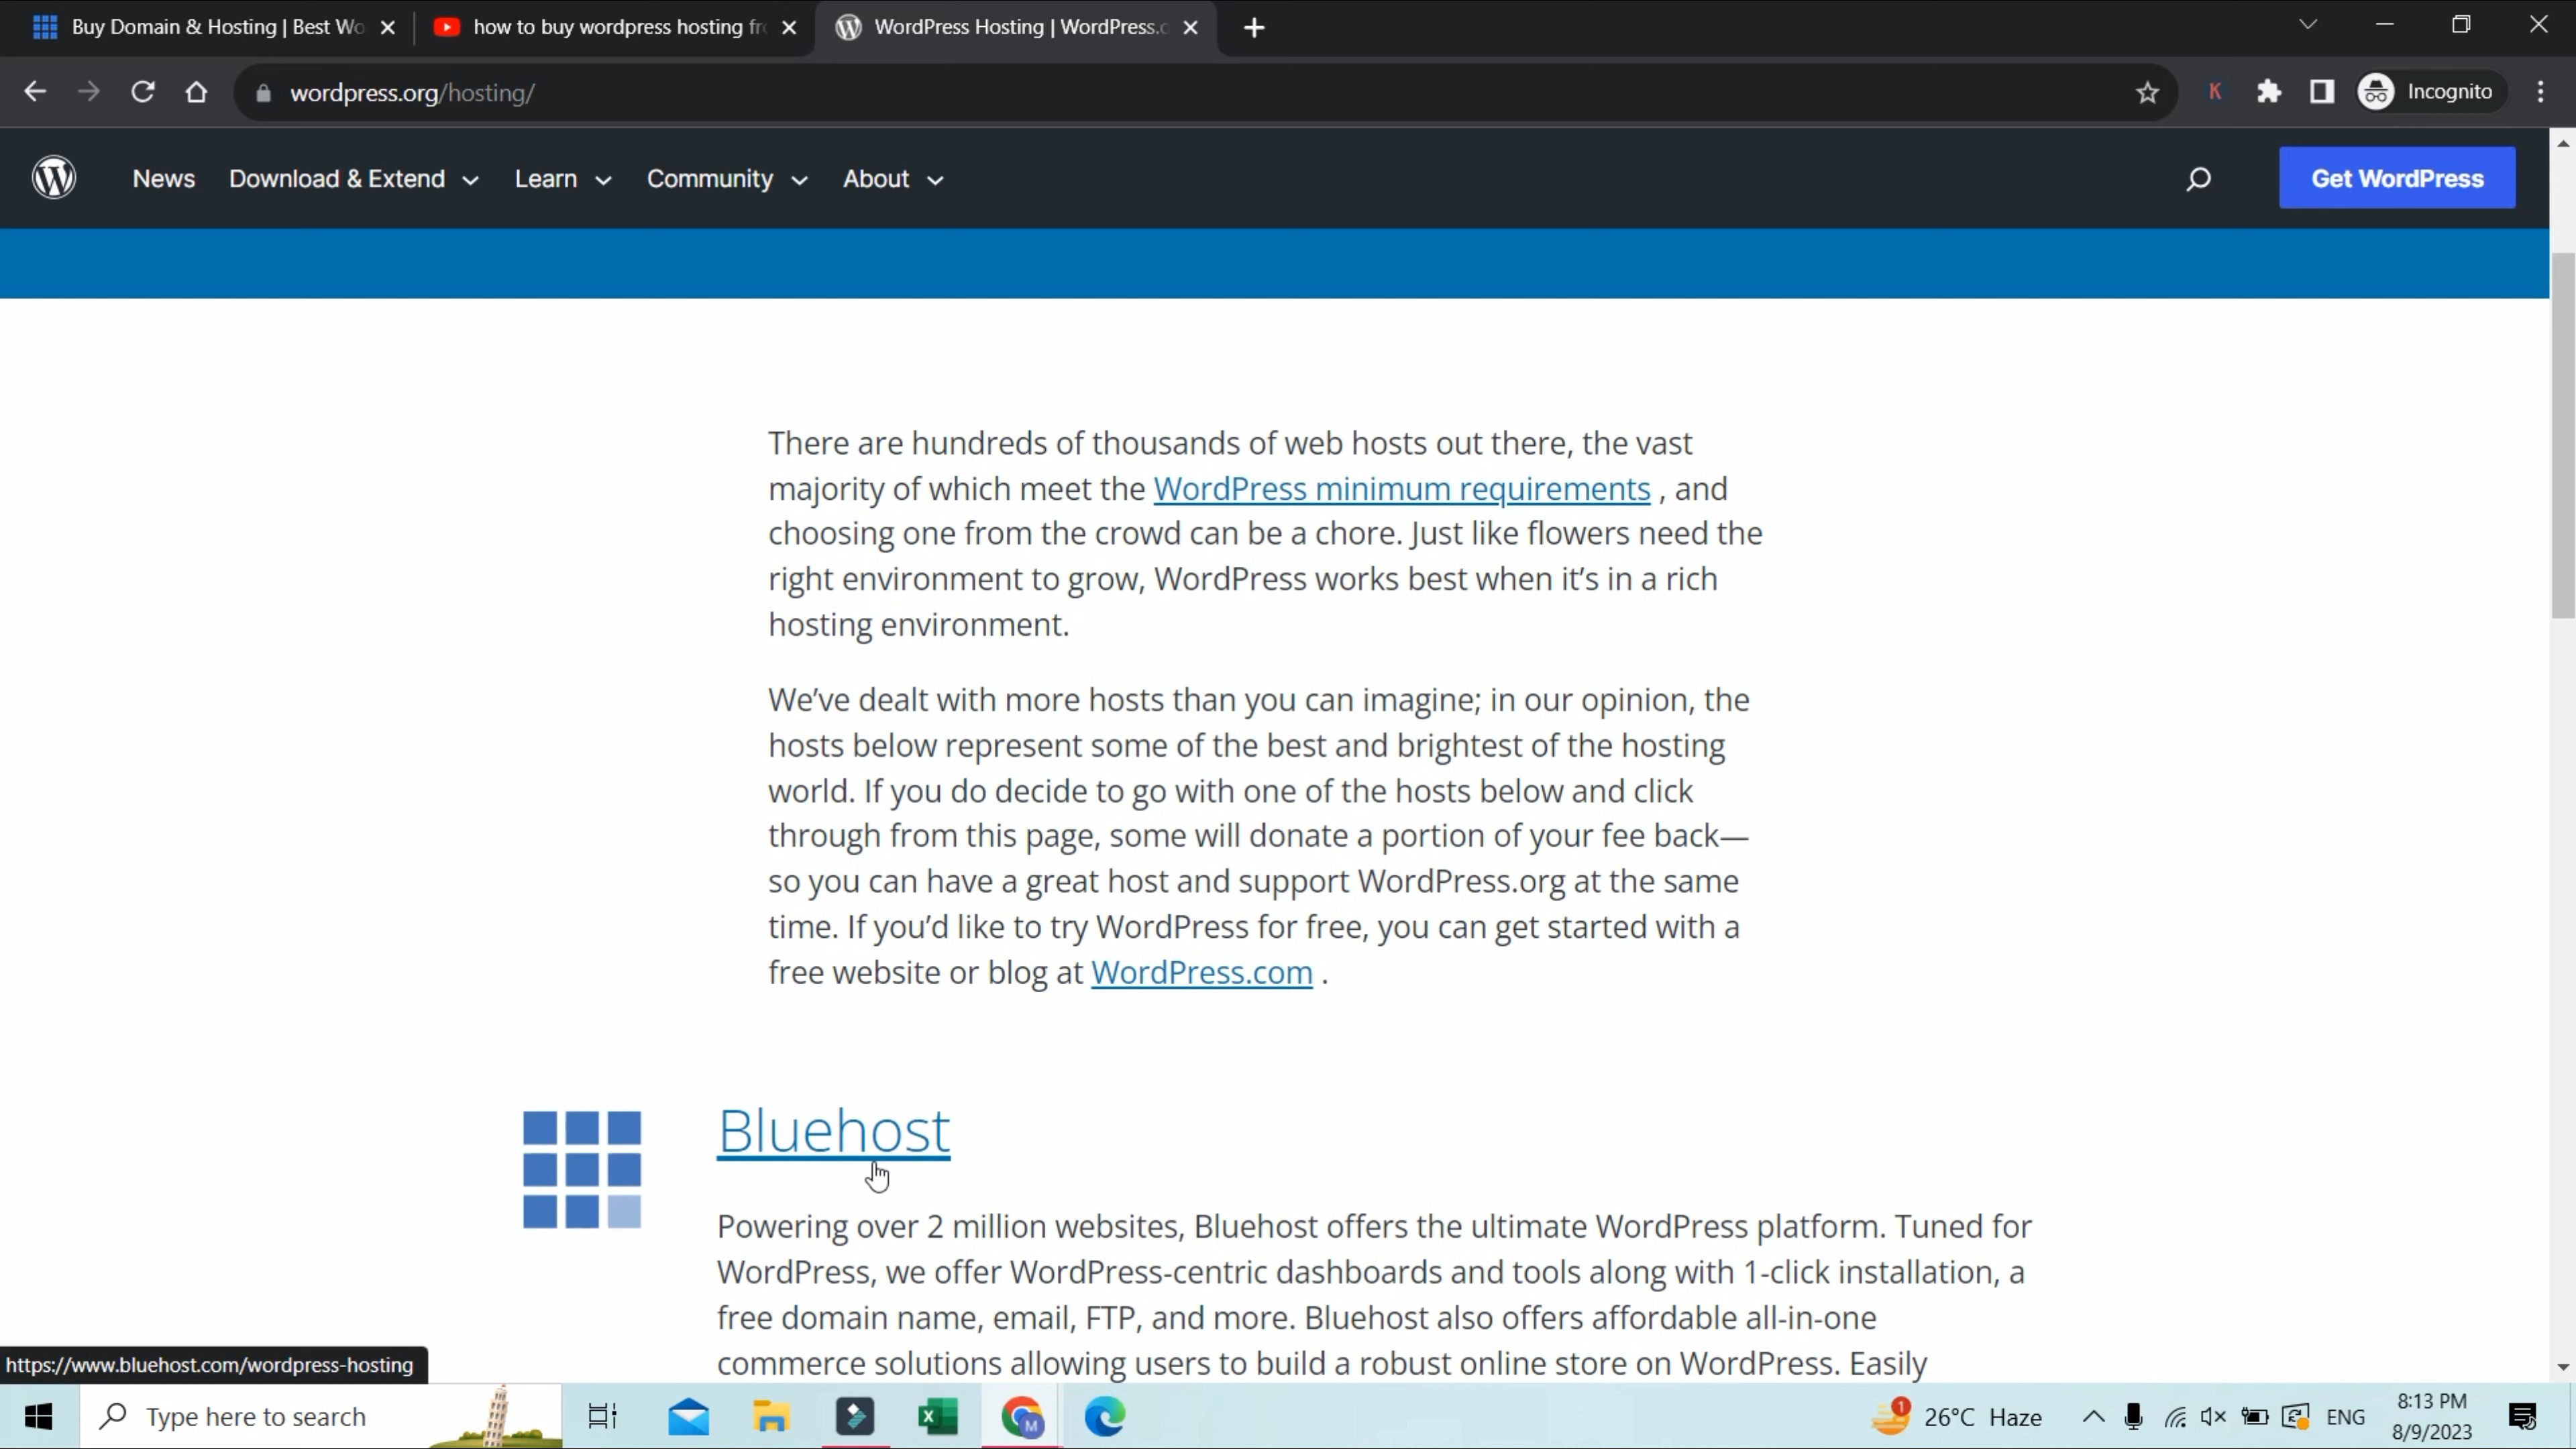 Buy Domain & Hosting | Best Wo
how to buy wordpress hosting fr
WordPress Hosting | WordPress.o
wordpress.org/hosting/
K
Incognito
News
Download & Extend
Learn
Community
About
Get WordPress
There are hundreds of thousands of web hosts out there, the vast
majority of which meet the WordPress minimum requirements , and
choosing one from the crowd can be a chore. Just like flowers need the
right environment to grow, WordPress works best when it’s in a rich
hosting environment.
We’ve dealt with more hosts than you can imagine; in our opinion, the
hosts below represent some of the best and brightest of the hosting
world. If you do decide to go with one of the hosts below and click
through from this page, some will donate a portion of your fee back—
so you can have a great host and support WordPress.org at the same
time. If you’d like to try WordPress for free, you can get started with a
free website or blog at WordPress.com .
Bluehost
Powering over 2 million websites, Bluehost offers the ultimate WordPress platform. Tuned for
WordPress, we offer WordPress-centric dashboards and tools along with 1-click installation, a
free domain name, email, FTP, and more. Bluehost also offers affordable all-in-one
commerce solutions allowing users to build a robust online store on WordPress. Easily
https://www.bluehost.com/wordpress-hosting
Type here to search
M
1
26°C Haze
ENG
8:13 PM
8/9/2023